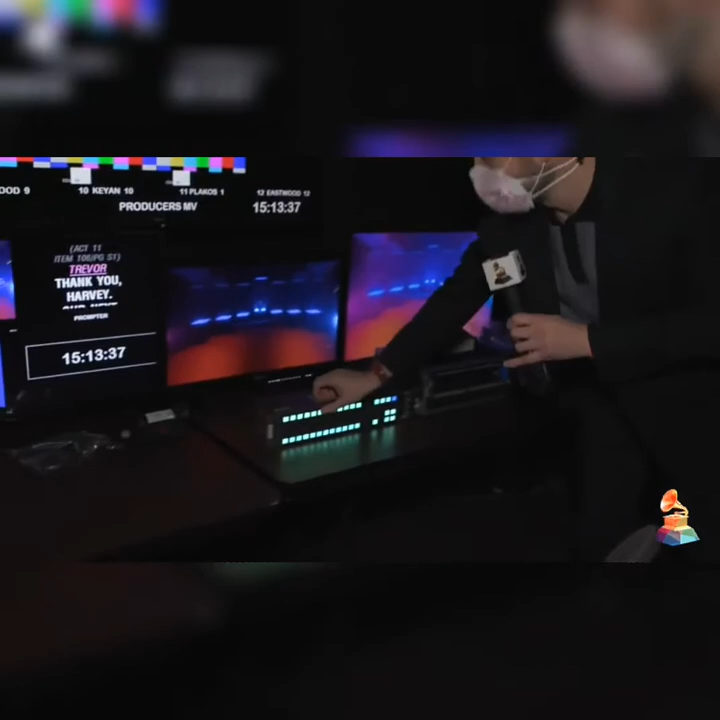 OOD 9
10 KEYAN 10
11 PLAKOS 1
12 EASTWOOD 12
PRODUCERS MV
15:13:37
(ACT 11
ITEM 106/PG 51)
TREVOR
THANK YOU,
HARVEY.
PROMPTER
15:13:37